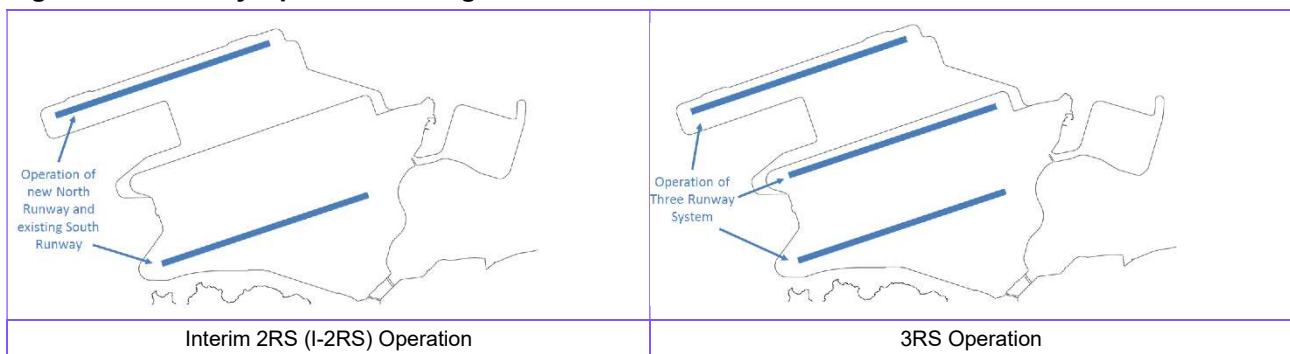 Operation of
new North
Runway and
existing South
Runway
Operation of
Three Runway
System
Interim 2RS (I-2RS) Operation
3RS Operation